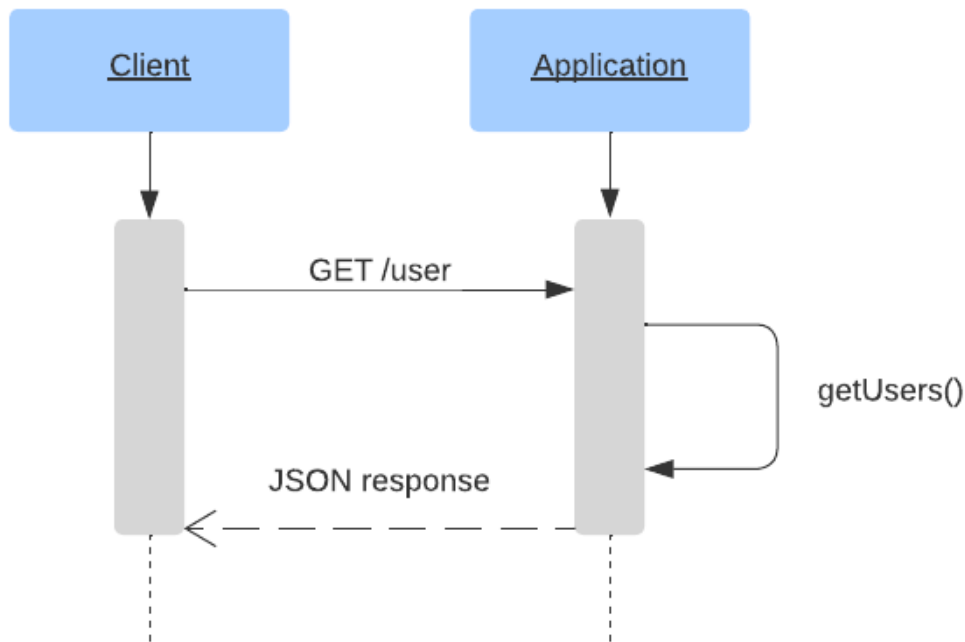 Client
Application
GET /user
getUsers()
JSON response